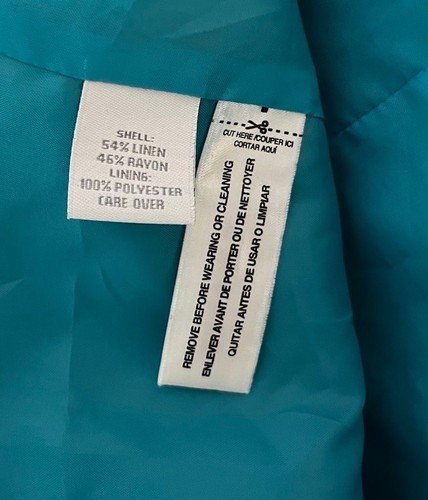 SHELL:
54% LINEN
46% RAYON
LINING:
100% POLYESTER
CARE OVER
CUT HERE/COUPER ICI
CORTAR AQUÍ
REMOVE BEFORE WEARING OR CLEANING
ENLEVER AVANT DE PORTER OU DE NETTOYER
QUITAR ANTES DE USAR O LIMPIAR